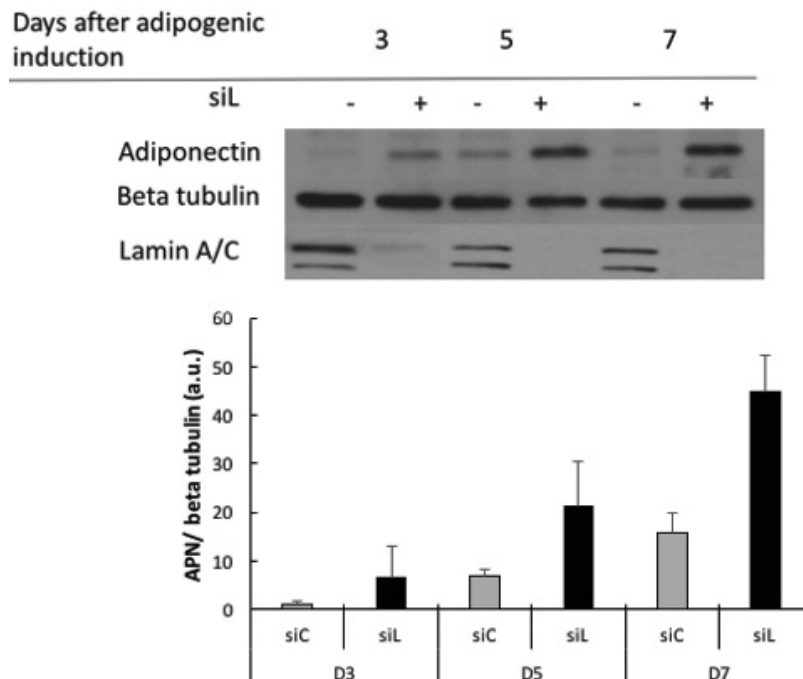 Days after adipogenic
induction 3 5 7
siL - + - + - +
Adiponectin
Beta tubulin
Lamin A/C
APN/ beta tubulin (a.u.)
60
50
40
30
20
10
0
siC siL siC siL siC siL
D3 D5 D7